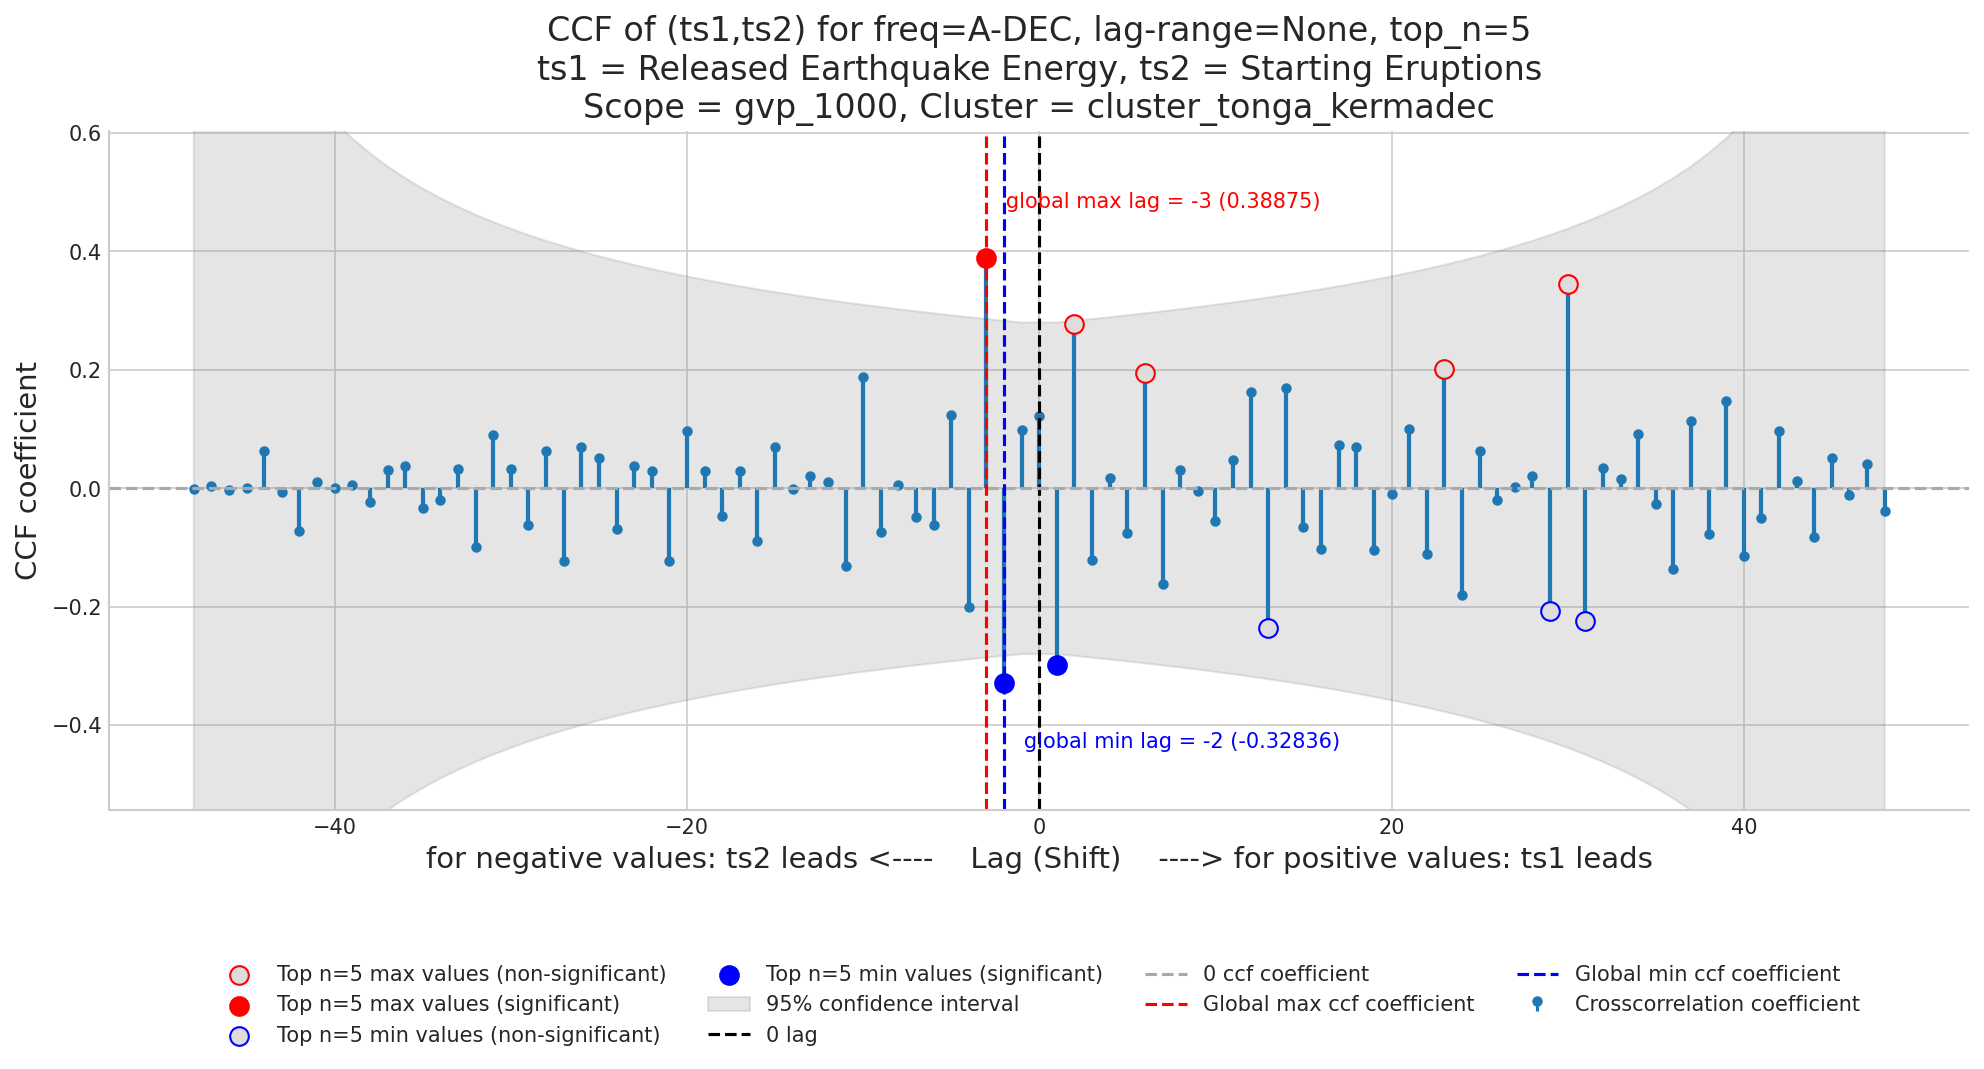 CCF of (ts1,ts2) for freq=A-DEC, lag-range=None, top_n=5
ts1 = Released Earthquake Energy, ts2 = Starting Eruptions
Scope = gvp_1000, Cluster = cluster_tonga_kermadec
0.6
global max lag = -3 (0.38875)
0.4
0.2
CCF coefficient
0.0
−0.2
−0.4
global min lag = -2 (-0.32836)
−40 −20 0 20 40
for negative values: ts2 leads <---- Lag (Shift) ----> for positive values: ts1 leads
Top n=5 max values (non-significant)
Top n=5 max values (significant)
Top n=5 min values (non-significant)
Top n=5 min values (significant)
95% confidence interval
0 lag
0 ccf coefficient
Global max ccf coefficient
Global min ccf coefficient
Crosscorrelation coefficient